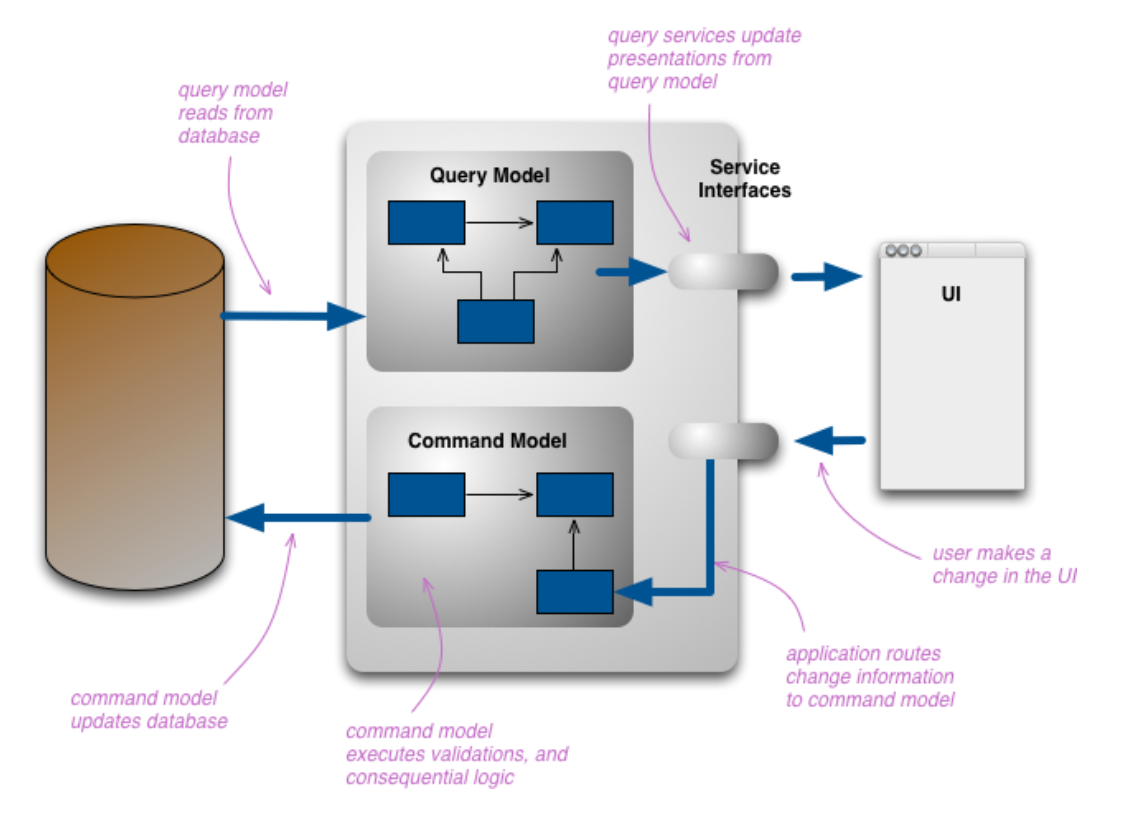 query services update
presentations from
query model
query model
reads from
database
Service
Interfaces
Query Model
UI
Command Model
user makes a
change in the UI
application routes
change information
to command model
command model
updates database
command model
executes validations, and
consequential logic